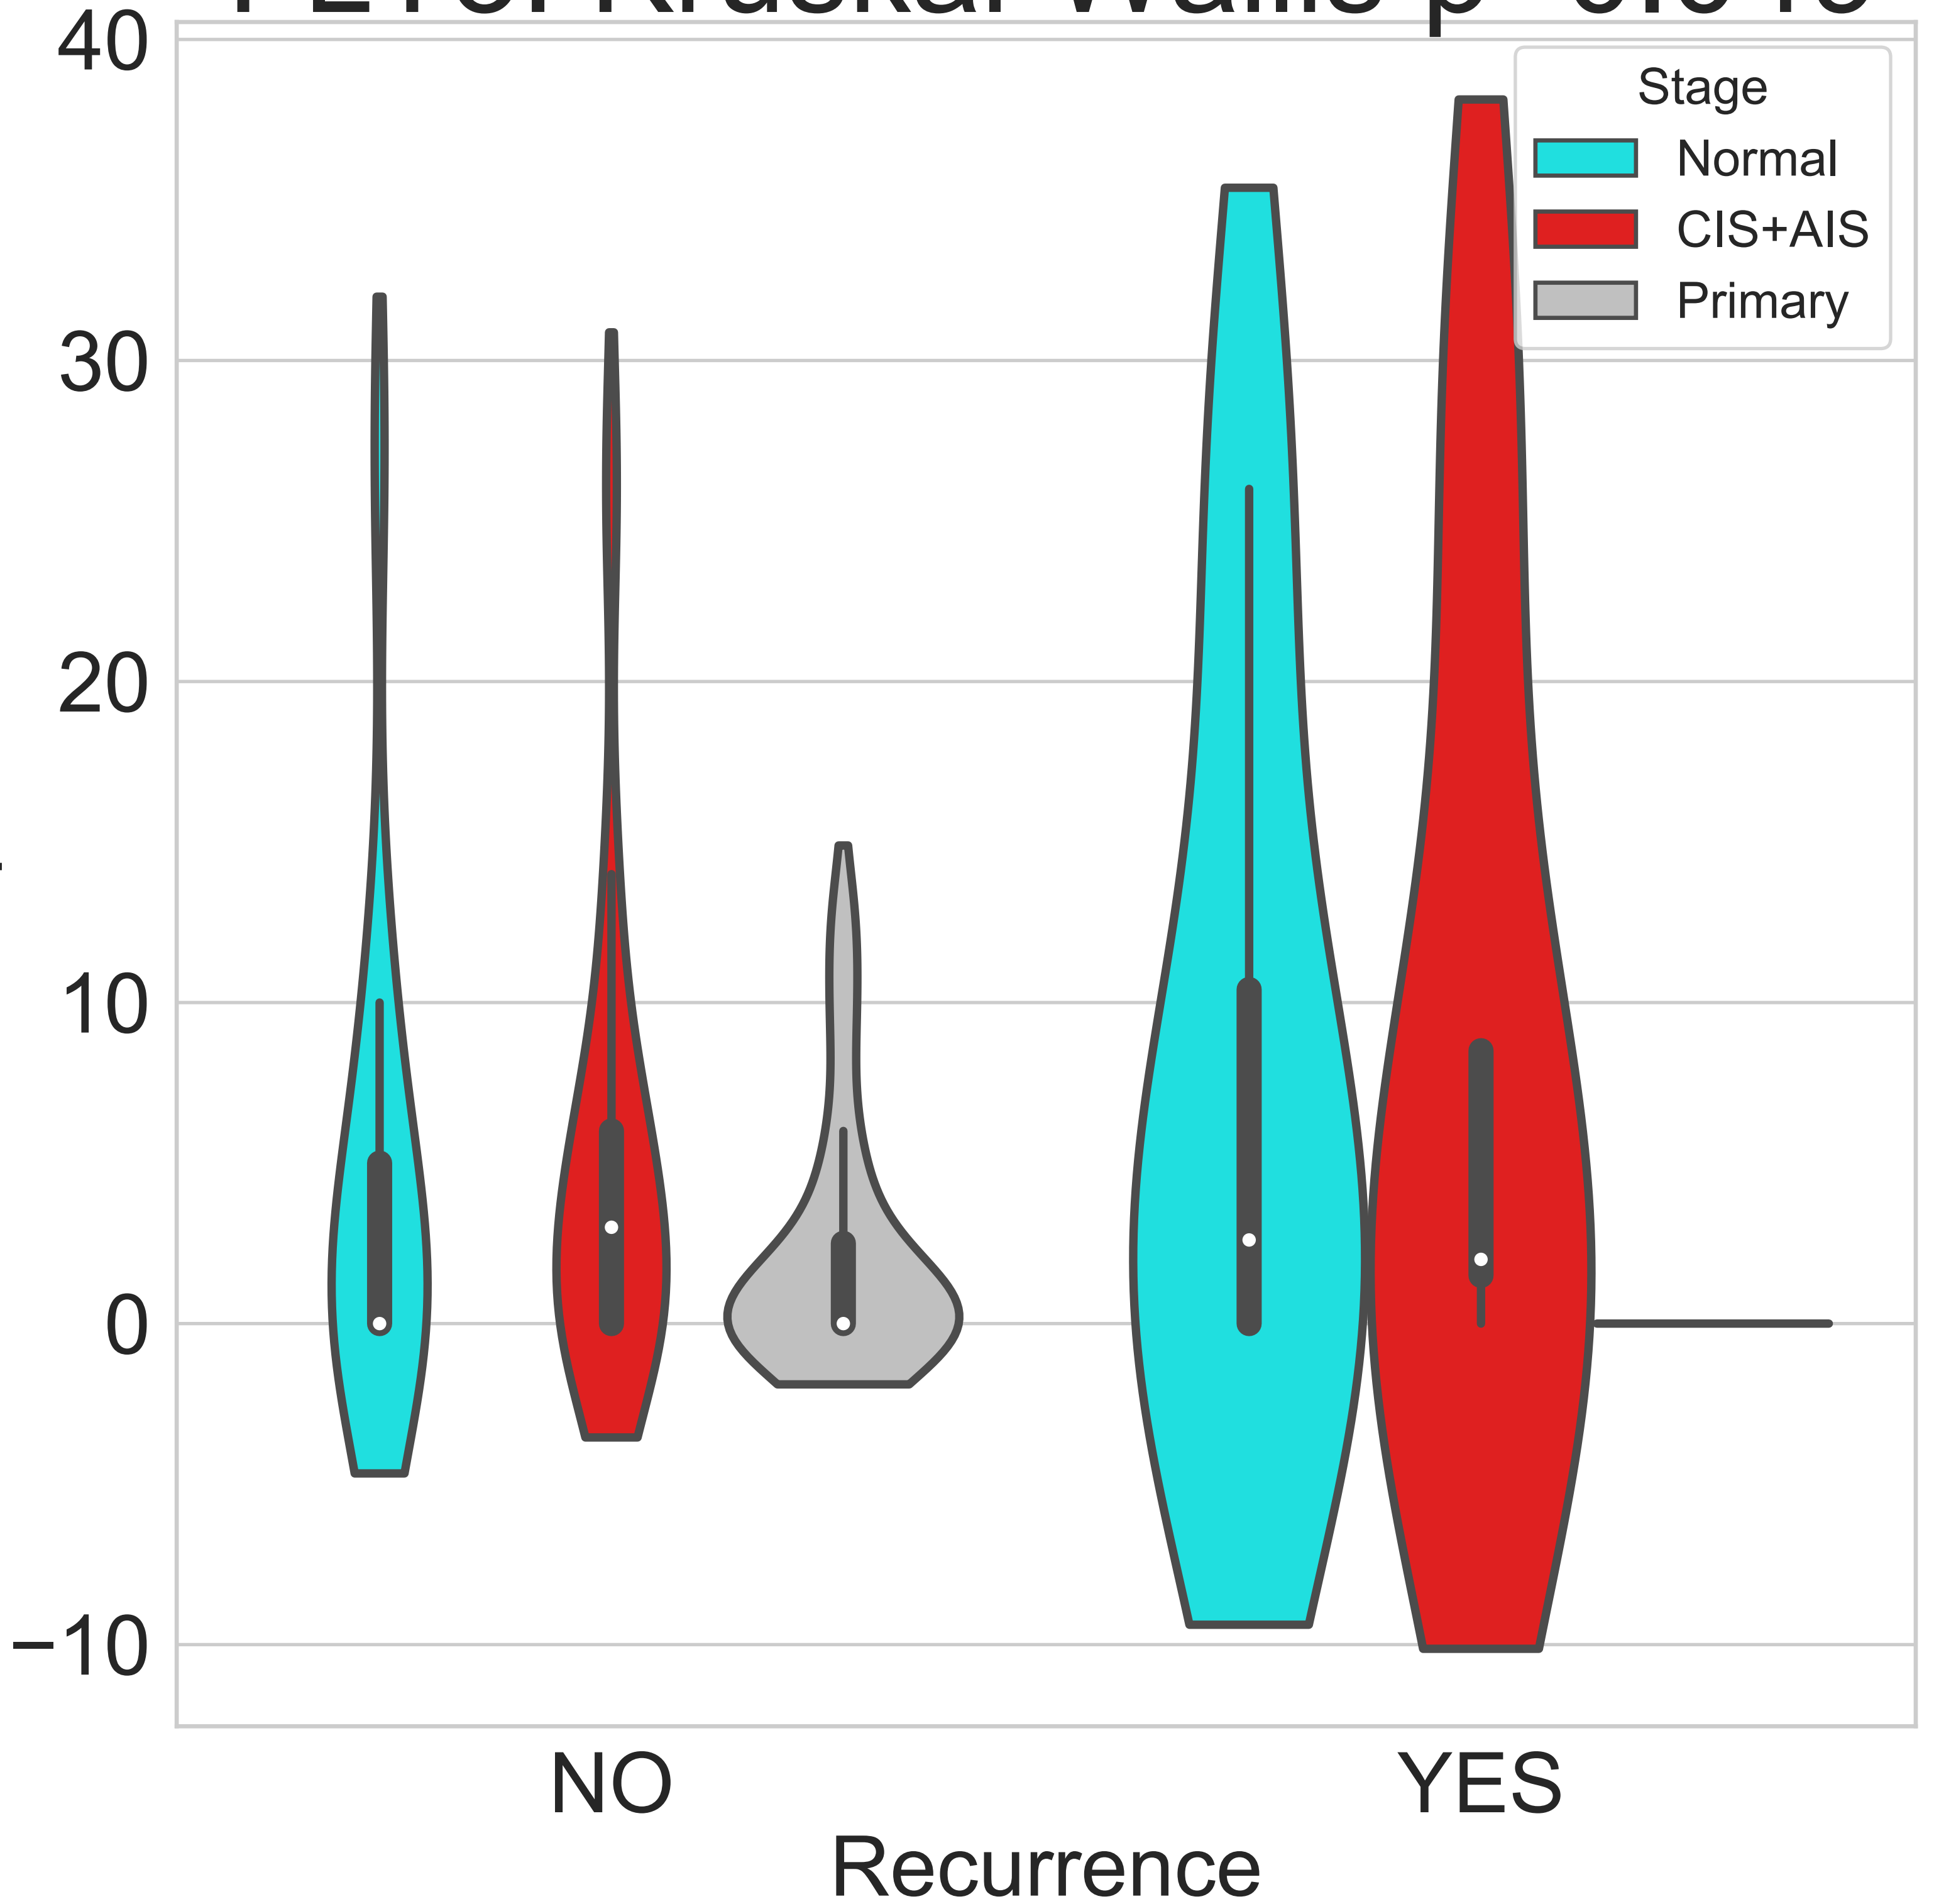 40
30
20
10
0
−10
Stage
Normal
CIS+AIS
Primary
NO YES
Recurrence